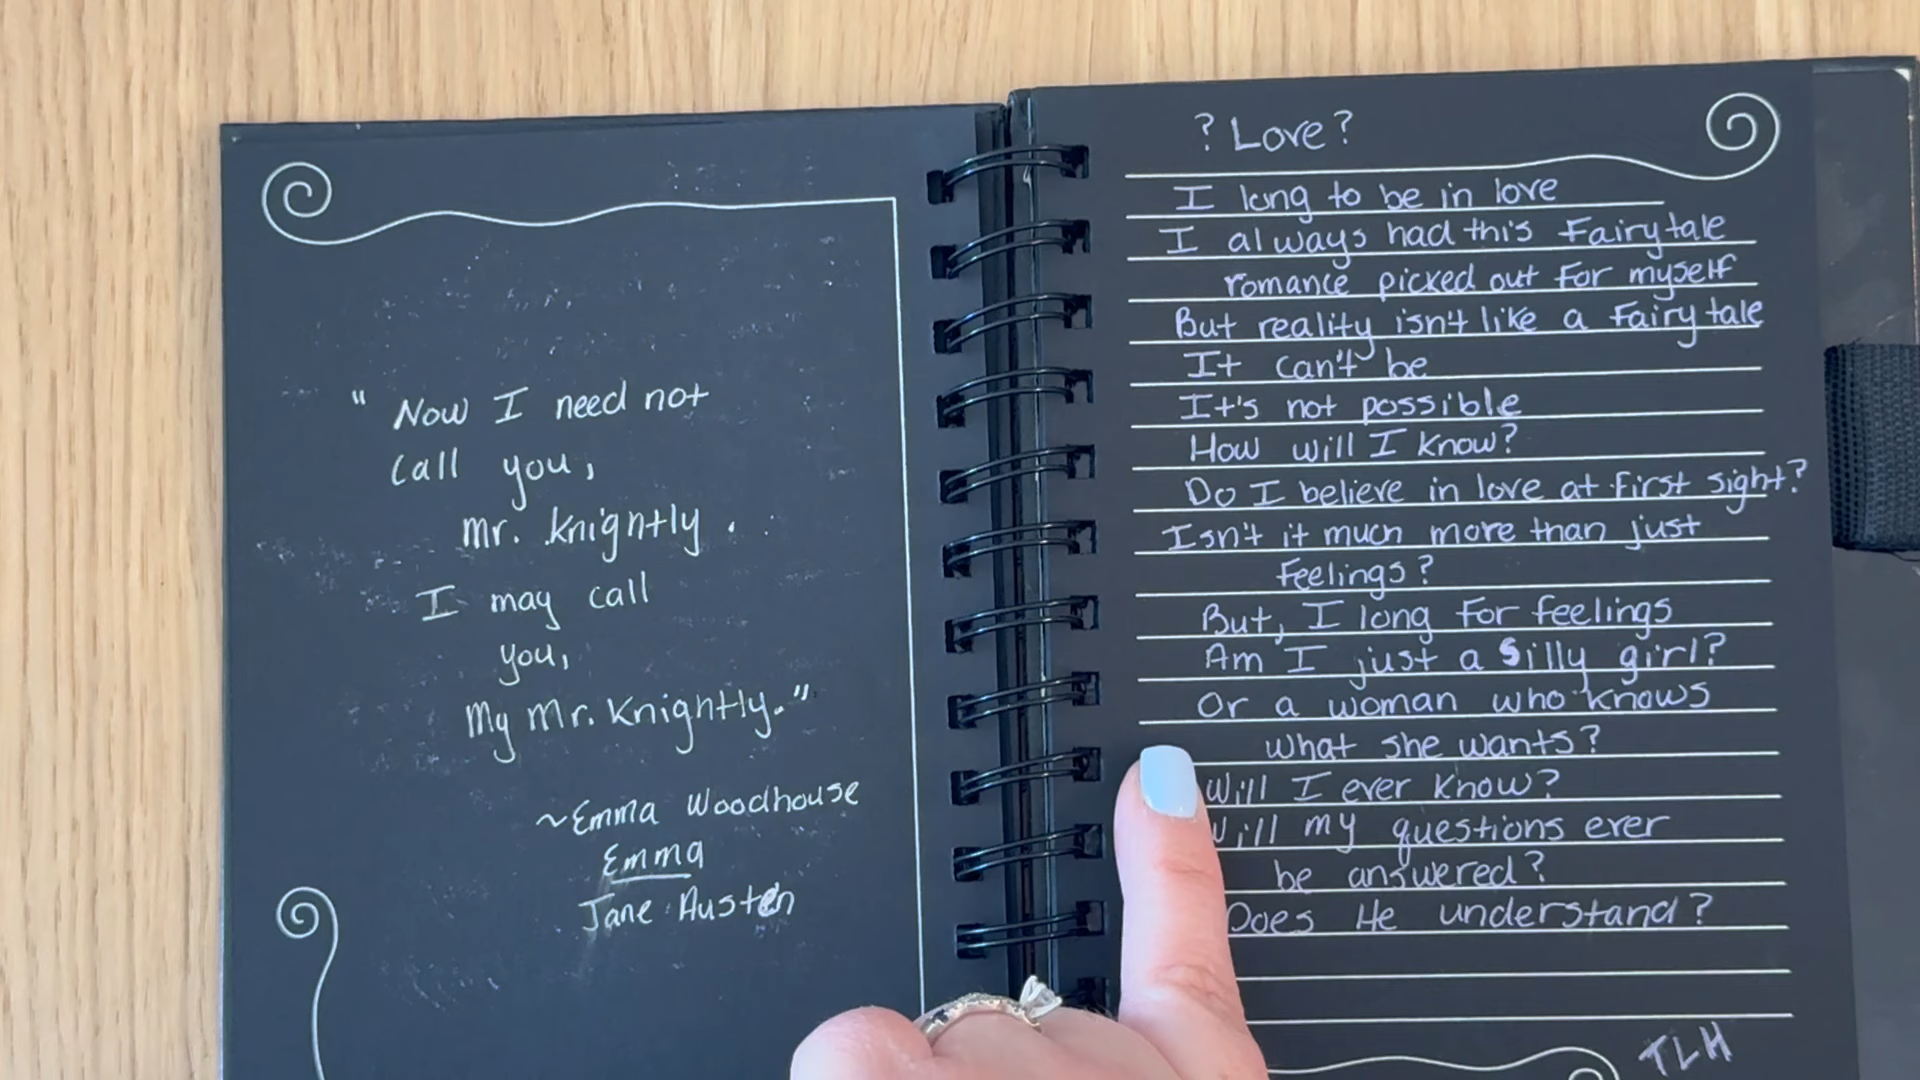 " Now I need not
call you,
Mr. Knightly.
I may call
you,
My Mr. Knightly."
~Emma Woodhouse
Emma
Jane Austen
? Love?
I long to be in love
I always had this Fairytale
romance picked out for myself
But reality isn't like a Fairytale
It can't be
It's not possible
How will I know?
Do I believe in love at first sight?
Isn't it much more than just
feelings?
But, I long for feelings
Am I just a silly girl?
Or a woman who knows
what she wants?
Will I ever know?
Will my questions ever
be answered?
Does He understand?
TLH